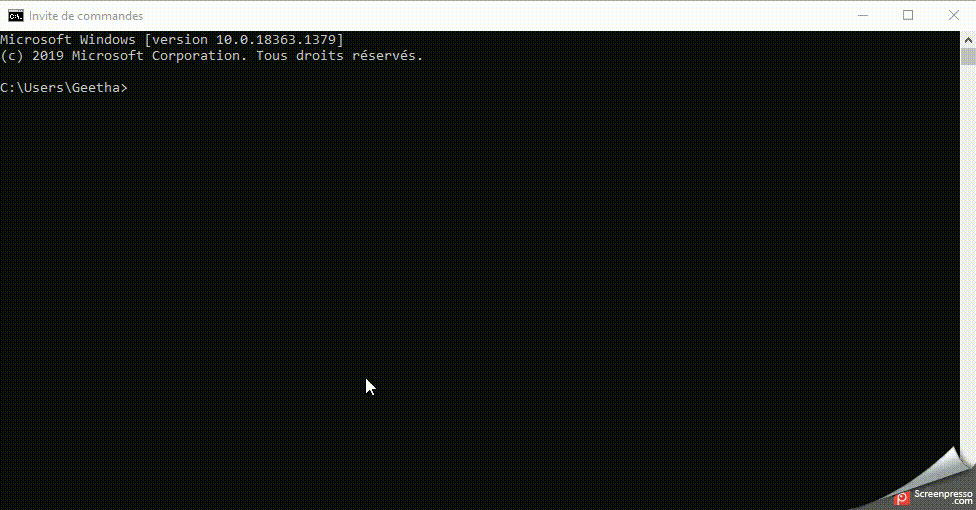 Invite de commandes
Microsoft Windows [version 10.0.18363.1379]
(c) 2019 Microsoft Corporation. Tous droits réservés.
C:\Users\Geetha>
Screenpresso
.com